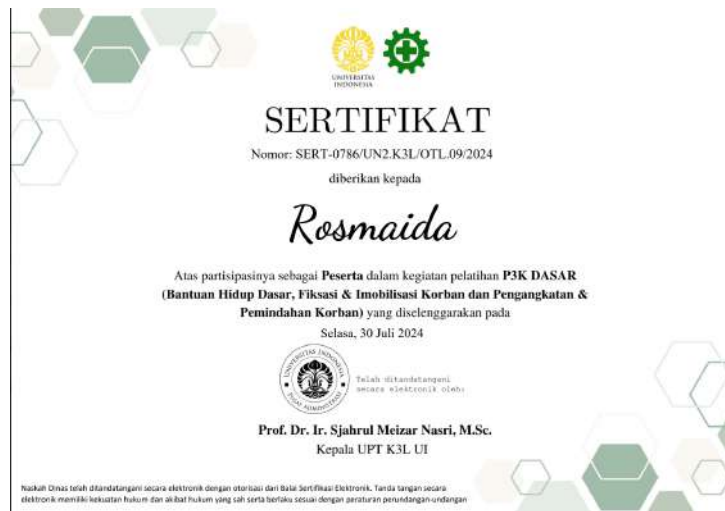 UNIVERSITAS
INDONESIA
SERTIFIKAT
Nomor: SERT-0786/UN2.K3L/OTL.09/2024
diberikan kepada
Rosmaida
Atas partisipasinya sebagai Peserta dalam kegiatan pelatihan P3K DASAR
(Bantuan Hidup Dasar, Fiksasi & Imobilisasi Korban dan Pengangkatan &
Pemindahan Korban) yang diselenggarakan pada
Selasa, 30 Juli 2024
UNIVERSITAS INDONESIA
PUSAT ADMINISTRASI
Telah ditandatangani
secara elektronik oleh:
Prof. Dr. Ir. Sjahrul Meizar Nasri, M.Sc.
Kepala UPT K3L UI
Naskah Dinas telah ditandatangani secara elektronik dengan otorisasi dari Balai Sertifikasi Elektronik. Tanda tangan secara
elektronik memiliki kekuatan hukum dan akibat hukum yang sah serta berlaku sesuai dengan peraturan perundangan-undangan